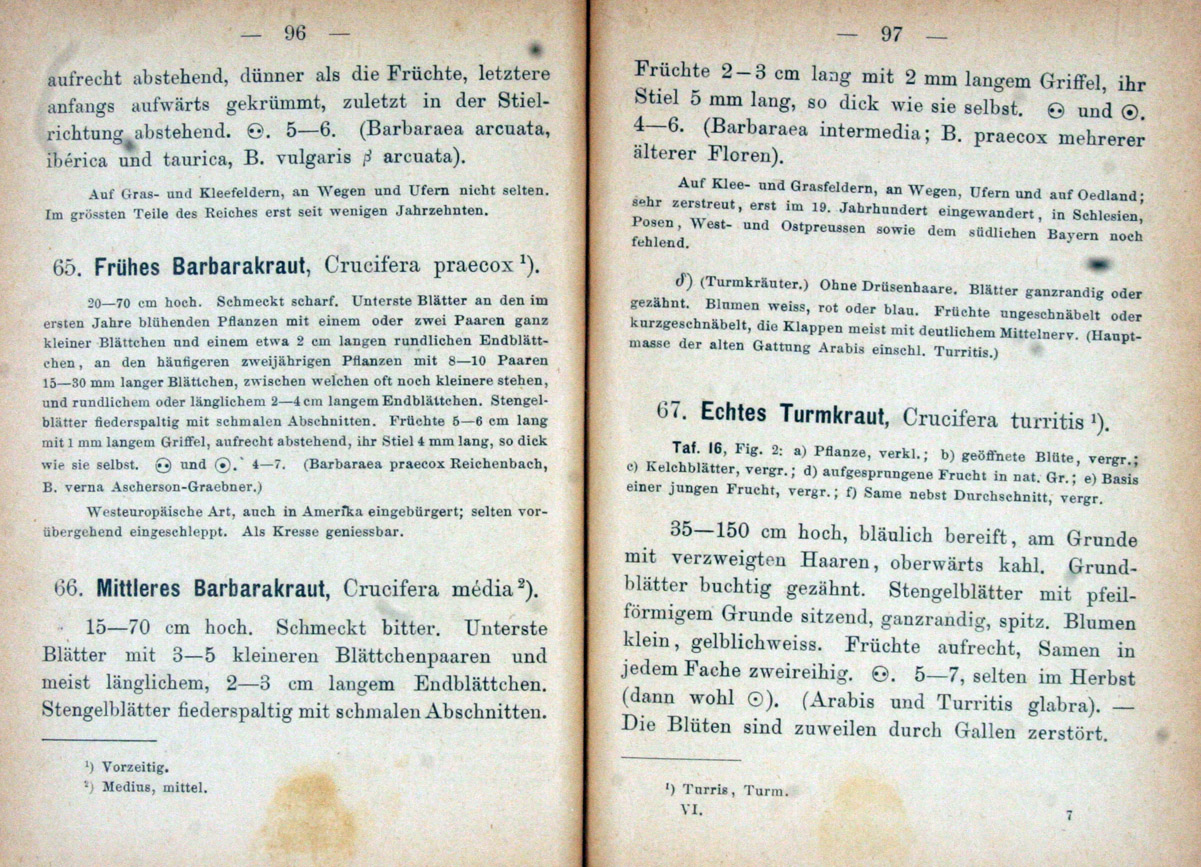 — 96 —
aufrecht abstehend, dünner als die Früchte, letztere
anfangs aufwärts gekrümmt, zuletzt in der Stiel-
richtung abstehend. ⚇. 5—6. (Barbaraea arcuata,
ibérica und taurica, B. vulgaris β arcuata).
Auf Gras- und Kleefeldern, an Wegen und Ufern nicht selten.
Im grössten Teile des Reiches erst seit wenigen Jahrzehnten.
65. Frühes Barbarakraut, Crucifera praecox ¹).
20—70 cm hoch. Schmeckt scharf. Unterste Blätter an den im
ersten Jahre blühenden Pflanzen mit einem oder zwei Paaren ganz
kleiner Blättchen und einem etwa 2 cm langen rundlichen Endblätt-
chen, an den häufigeren zweijährigen Pflanzen mit 8—10 Paaren
15—30 mm langer Blättchen, zwischen welchen oft noch kleinere stehen,
und rundlichem oder länglichem 2—4 cm langem Endblättchen. Stengel-
blätter fiederspaltig mit schmalen Abschnitten. Früchte 5—6 cm lang
mit 1 mm langem Griffel, aufrecht abstehend, ihr Stiel 4 mm lang, so dick
wie sie selbst. ⚇ und ⊙. 4—7. (Barbaraea praecox Reichenbach,
B. verna Ascherson-Graebner.)
Westeuropäische Art, auch in Amerika eingebürgert; selten vor-
übergehend eingeschleppt. Als Kresse geniessbar.
66. Mittleres Barbarakraut, Crucifera média ²).
15—70 cm hoch. Schmeckt bitter. Unterste
Blätter mit 3—5 kleineren Blättchenpaaren und
meist länglichem, 2—3 cm langem Endblättchen.
Stengelblätter fiederspaltig mit schmalen Abschnitten.
¹) Vorzeitig.
²) Medius, mittel.
— 97 —
Früchte 2—3 cm lang mit 2 mm langem Griffel, ihr
Stiel 5 mm lang, so dick wie sie selbst. ⚇ und ⊙.
4—6. (Barbaraea intermedia; B. praecox mehrerer
älterer Floren).
Auf Klee- und Grasfeldern, an Wegen, Ufern und auf Oedland;
sehr zerstreut, erst im 19. Jahrhundert eingewandert, in Schlesien,
Posen, West- und Ostpreussen sowie dem südlichen Bayern noch
fehlend.
δ) (Turmkräuter.) Ohne Drüsenhaare. Blätter ganzrandig oder
gezähnt. Blumen weiss, rot oder blau. Früchte ungeschnäbelt oder
kurzgeschnäbelt, die Klappen meist mit deutlichem Mittelnerv. (Haupt-
masse der alten Gattung Arabis einschl. Turritis.)
67. Echtes Turmkraut, Crucifera turritis ¹).
Taf. 16, Fig. 2: a) Pflanze, verkl.; b) geöffnete Blüte, vergr.;
c) Kelchblätter, vergr.; d) aufgesprungene Frucht in nat. Gr.; e) Basis
einer jungen Frucht, vergr.; f) Same nebst Durchschnitt, vergr.
35—150 cm hoch, bläulich bereift, am Grunde
mit verzweigten Haaren, oberwärts kahl. Grund-
blätter buchtig gezähnt. Stengelblätter mit pfeil-
förmigem Grunde sitzend, ganzrandig, spitz. Blumen
klein, gelblichweiss. Früchte aufrecht, Samen in
jedem Fache zweireihig. ⚇. 5—7, selten im Herbst
(dann wohl ⊙). (Arabis und Turritis glabra). —
Die Blüten sind zuweilen durch Gallen zerstört.
¹) Turris, Turm.
VI.
7